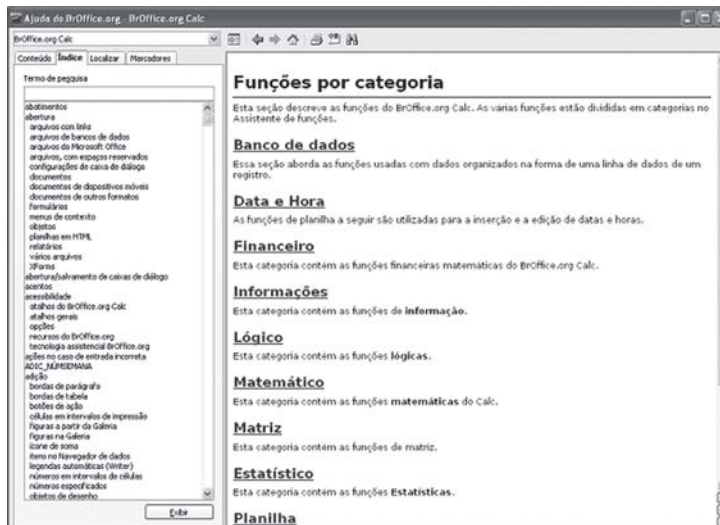 Ajuda do BrOffice.org - BrOffice.org Calc
BrOffice.org Calc
Conteúdo Índice Localizar Marcadores
Termo de pesquisa
abatimentos
abertura
arquivos com links
arquivos de bancos de dados
arquivos do Microsoft Office
arquivos, com espaços reservados
configurações de caixa de diálogo
documentos
documentos de dispositivos móveis
documentos de outros formatos
formulários
menus de contexto
objetos
planilhas em HTML
relatórios
vários arquivos
XForms
abertura/salvamento de caixas de diálogo
acentos
acessibilidade
atalhos do BrOffice.org Calc
atalhos gerais
opções
recursos do BrOffice.org
tecnologia assistencial BrOffice.org
ações no caso de entrada incorreta
ADIC_NÚMSEMANA
adição
bordas de parágrafo
bordas de tabela
botões de ação
células em intervalos de impressão
figuras a partir da Galeria
figuras na Galeria
ícone de soma
itens no Navegador de dados
legendas automáticas (Writer)
números em intervalos de células
números especificados
objetos de desenho
Exibir
Funções por categoria
Esta seção descreve as funções do BrOffice.org Calc. As várias funções estão divididas em categorias no
Assistente de funções.
Banco de dados
Essa seção aborda as funções usadas com dados organizados na forma de uma linha de dados de um
registro.
Data e Hora
As funções de planilha a seguir são utilizadas para a inserção e a edição de datas e horas.
Financeiro
Esta categoria contém as funções financeiras matemáticas do BrOffice.org Calc.
Informações
Esta categoria contém as funções de informação.
Lógico
Esta categoria contém as funções lógicas.
Matemático
Esta categoria contém as funções matemáticas do Calc.
Matriz
Esta categoria contém as funções de matriz.
Estatístico
Esta categoria contém as funções Estatísticas.
Planilha